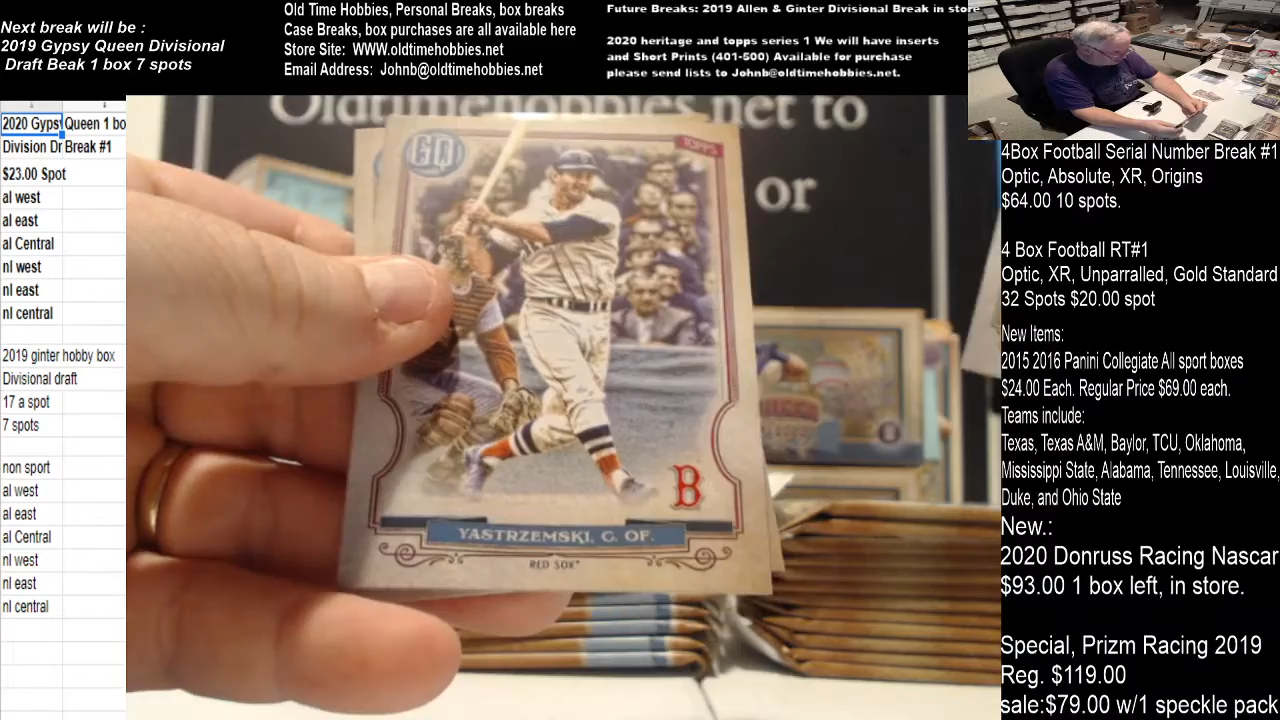 Next break will be :
2019 Gypsy Queen Divisional
Draft Beak 1 box 7 spots
Old Time Hobbies, Personal Breaks, box breaks
Case Breaks, box purchases are all available here
Store Site: WWW.oldtimehobbies.net
Email Address: Johnb@oldtimehobbies.net
Future Breaks: 2019 Allen & Ginter Divisional Break in store
2020 heritage and topps series 1 We will have inserts
and Short Prints (401-500) Available for purchase
please send lists to Johnb@oldtimehobbies.net.
2020 Gyps Queen 1 bo
Division Dr Break #1
$23.00 Spot
al west
al east
al Central
nl west
nl east
nl central
2019 ginter hobby box
Divisional draft
17 a spot
7 spots
non sport
al west
al east
al Central
nl west
nl east
nl central
Oldtimehobbies.net to
or
GQ
TOPPS
B
YASTRZEMSKI, C. OF.
RED SOX
4Box Football Serial Number Break #1
Optic, Absolute, XR, Origins
$64.00 10 spots.
4 Box Football RT#1
Optic, XR, Unparralled, Gold Standard
32 Spots $20.00 spot
New Items:
2015 2016 Panini Collegiate All sport boxes
$24.00 Each. Regular Price $69.00 each.
Teams include:
Texas, Texas A&M, Baylor, TCU, Oklahoma,
Mississippi State, Alabama, Tennessee, Louisville,
Duke, and Ohio State
New.:
2020 Donruss Racing Nascar
$93.00 1 box left, in store.
Special, Prizm Racing 2019
Reg. $119.00
sale:$79.00 w/1 speckle pack